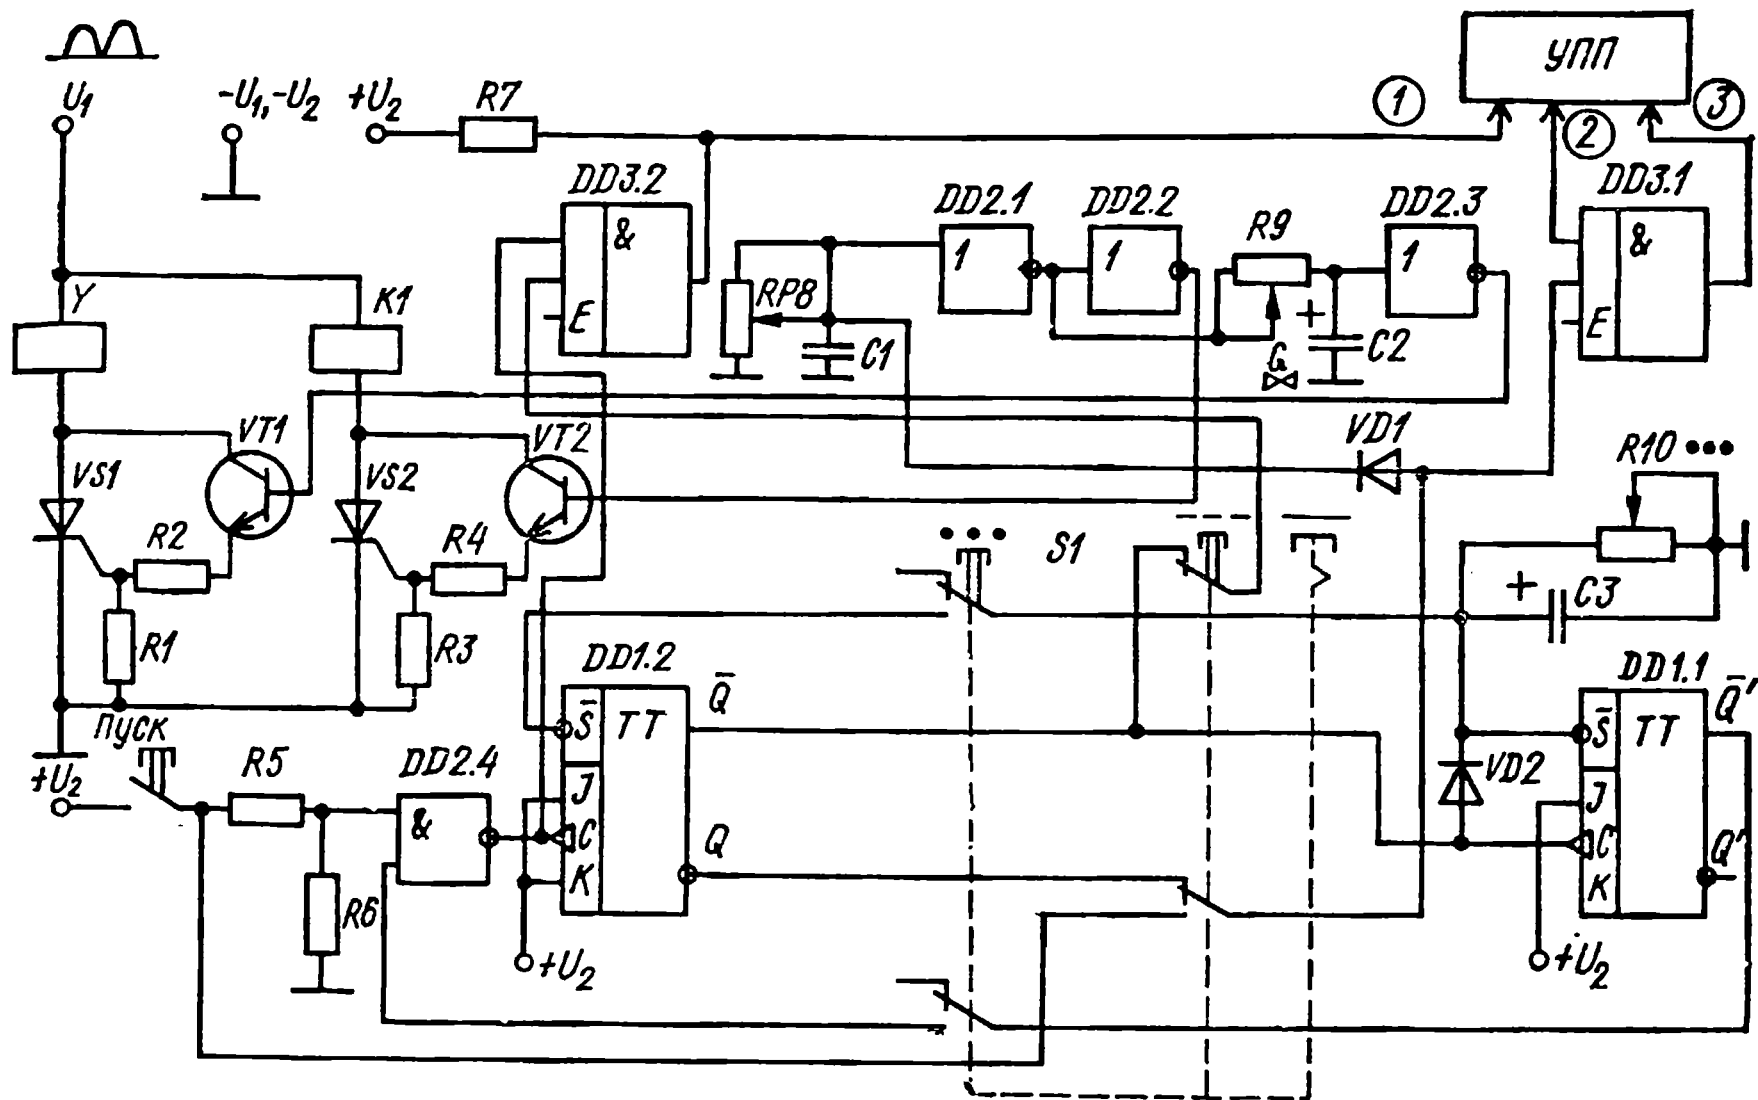 УПП
U₁
-U₁,-U₂
+U₂
R7
1
2
3
DD3.2
&
E
DD2.1
1
DD2.2
1
R9
DD2.3
1
DD3.1
&
E
Y
K1
RP8
C1
G
C2
VT1
VT2
VD1
R10
VS1
VS2
R2
R4
S1
C3
R1
R3
DD1.2
S̄ TT
J
C
K
Q̄
Q
DD1.1
S̄ TT
J
C
K
Q̄'
Q'
Пуск
+U₂
R5
DD2.4
&
VD2
R6
+U₂
+U₂